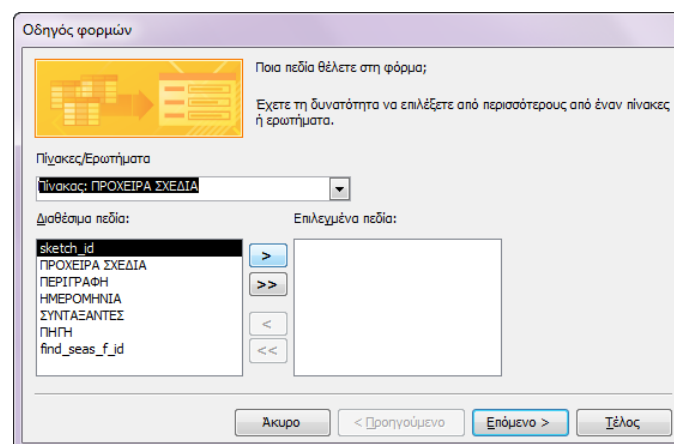 Οδηγός φορμών
Ποια πεδία θέλετε στη φόρμα;
Έχετε τη δυνατότητα να επιλέξετε από περισσότερους από έναν πίνακες
ή ερωτήματα.
Πίνακες/Ερωτήματα
Πίνακας: ΠΡΟΧΕΙΡΑ ΣΧΕΔΙΑ
Διαθέσιμα πεδία:
Επιλεγμένα πεδία:
sketch_id
ΠΡΟΧΕΙΡΑ ΣΧΕΔΙΑ
ΠΕΡΙΓΡΑΦΗ
ΗΜΕΡΟΜΗΝΙΑ
ΣΥΝΤΑΞΑΝΤΕΣ
ΠΗΓΗ
find_seas_f_id
>
>>
<
<<
Άκυρο
< Προηγούμενο
Επόμενο >
Τέλος